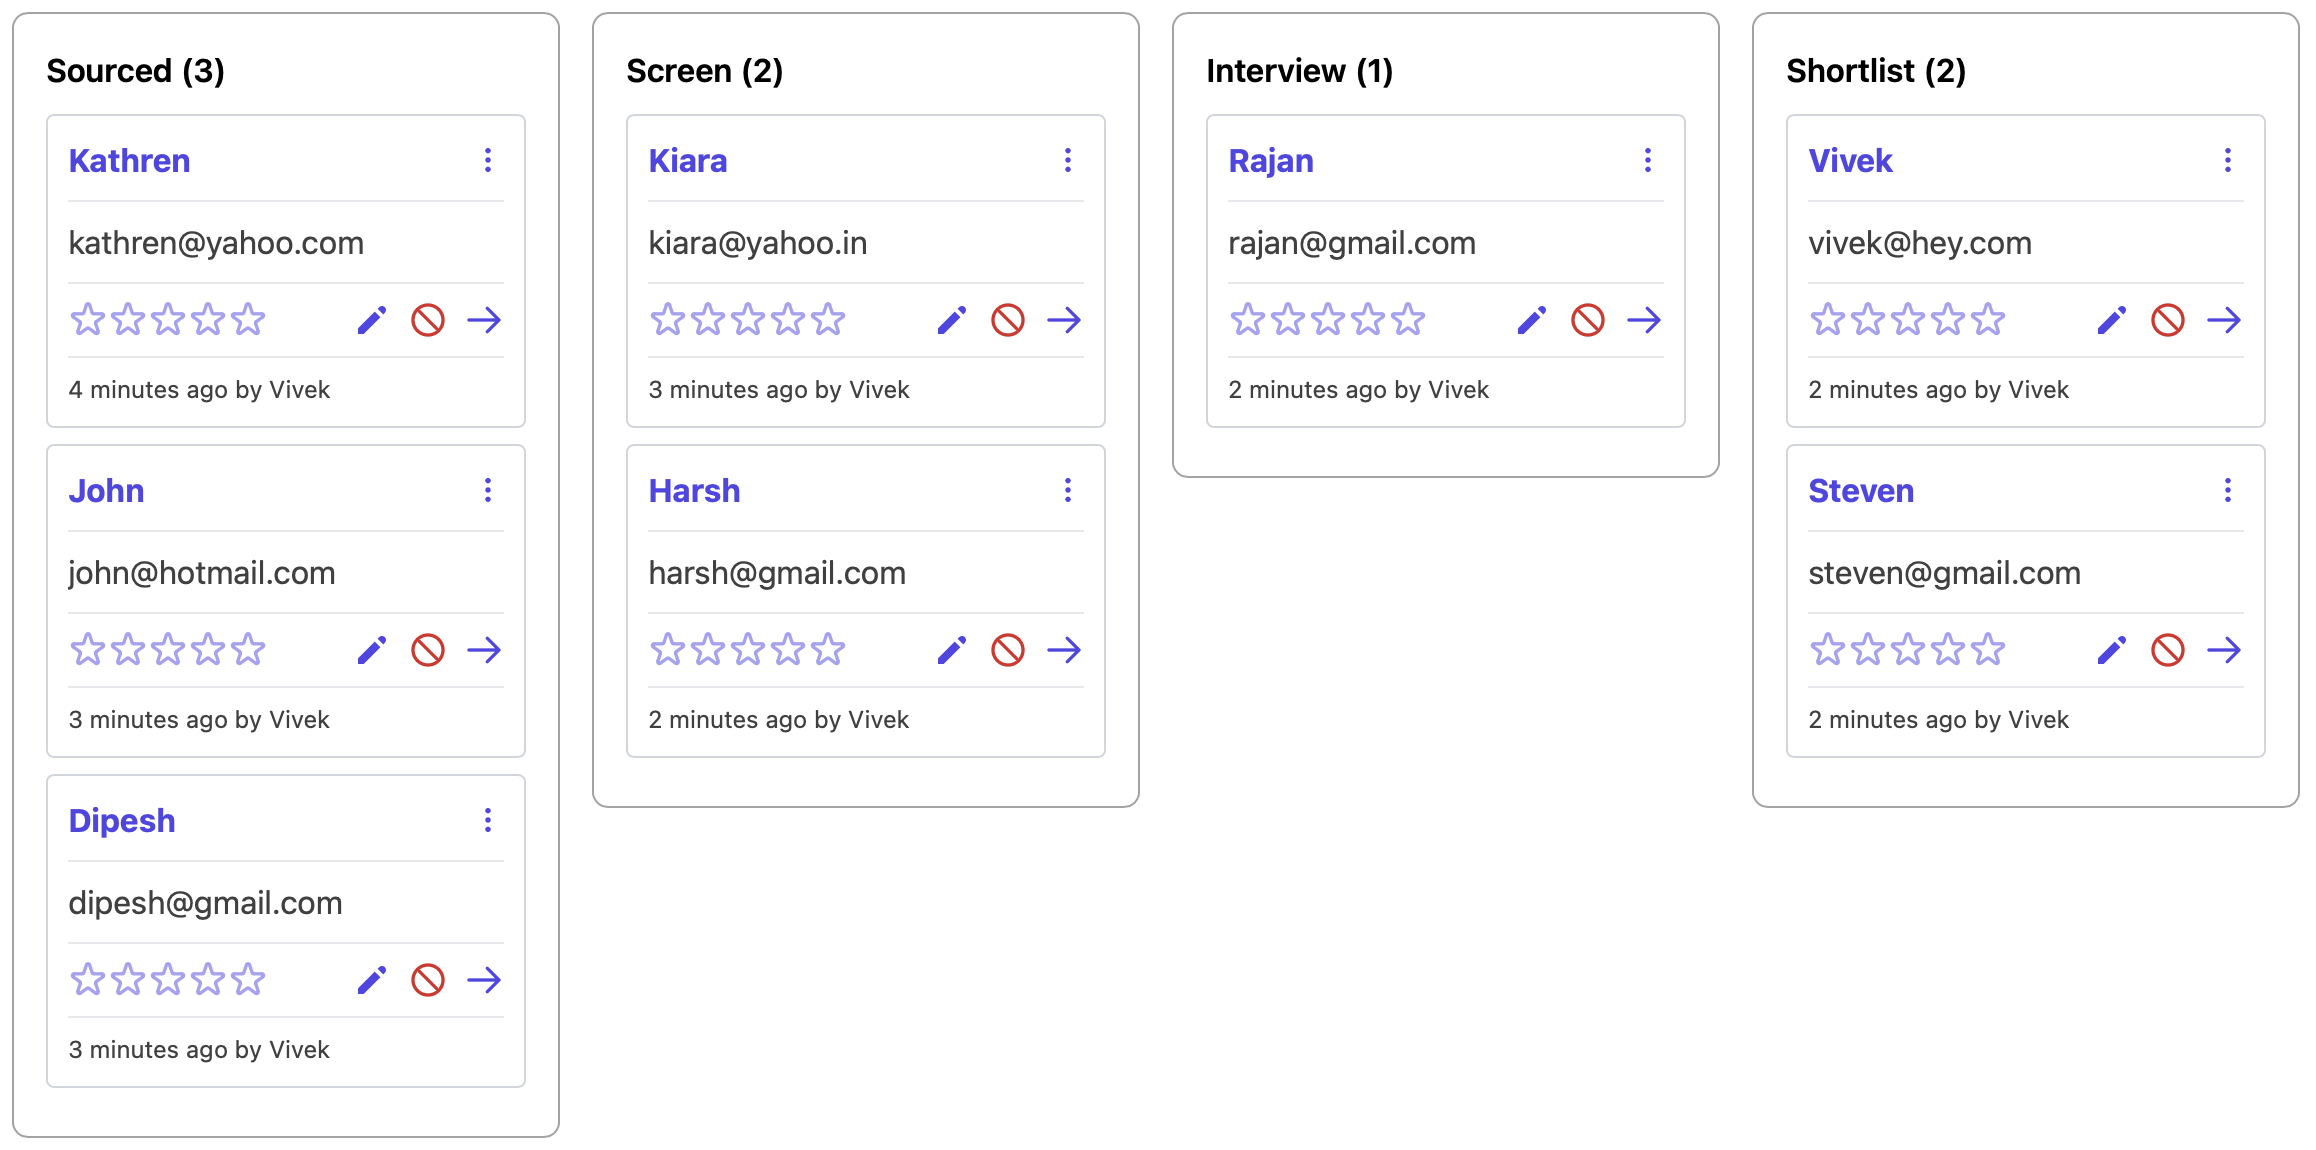 Sourced (3)
Kathren
kathren@yahoo.com
4 minutes ago by Vivek
John
john@hotmail.com
3 minutes ago by Vivek
Dipesh
dipesh@gmail.com
3 minutes ago by Vivek
Screen (2)
Kiara
kiara@yahoo.in
3 minutes ago by Vivek
Harsh
harsh@gmail.com
2 minutes ago by Vivek
Interview (1)
Rajan
rajan@gmail.com
2 minutes ago by Vivek
Shortlist (2)
Vivek
vivek@hey.com
2 minutes ago by Vivek
Steven
steven@gmail.com
2 minutes ago by Vivek